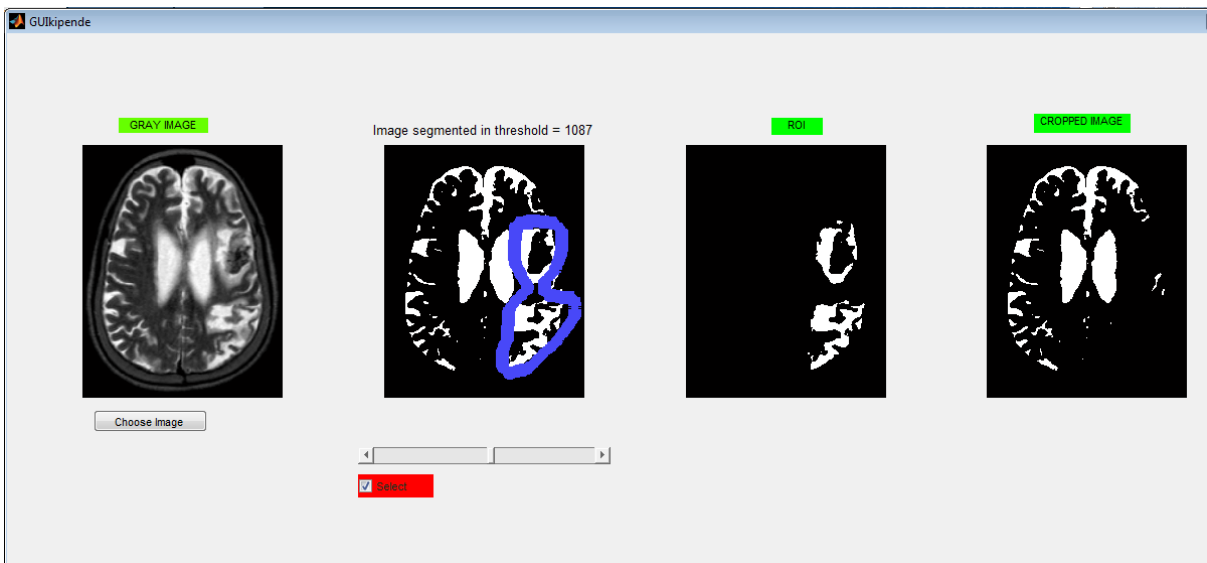 GUIkipende
GRAY IMAGE
Image segmented in threshold = 1087
ROI
CROPPED IMAGE
Choose Image
Select